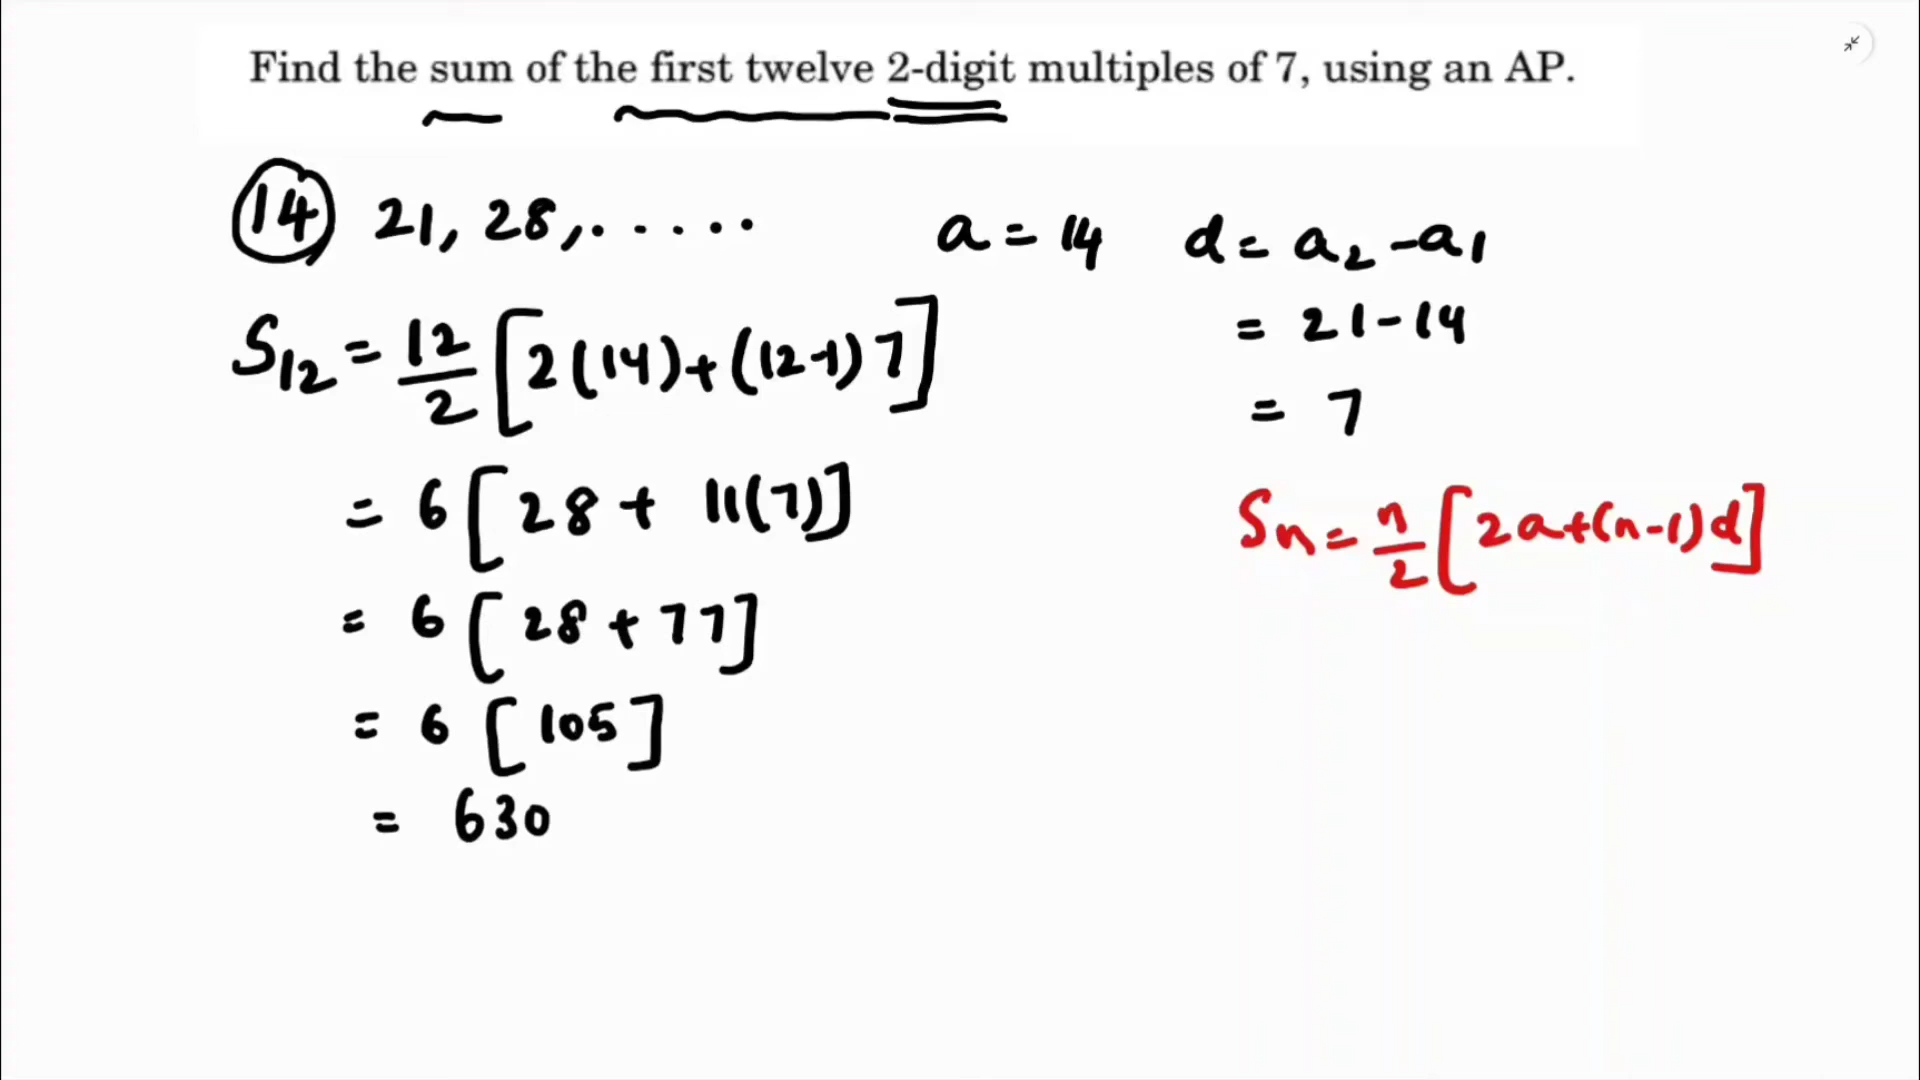 Find the sum of the first twelve 2-digit multiples of 7, using an AP.
14 21, 28, . . . . .
a = 14
d = a₂ - a₁
= 21 - 14
= 7
S₁₂ = 12/2 [2(14) + (12-1) 7]
= 6 [28 + 11(7)]
= 6 [28 + 77]
= 6 [105]
= 630
Sn = n/2 [2a + (n-1)d]